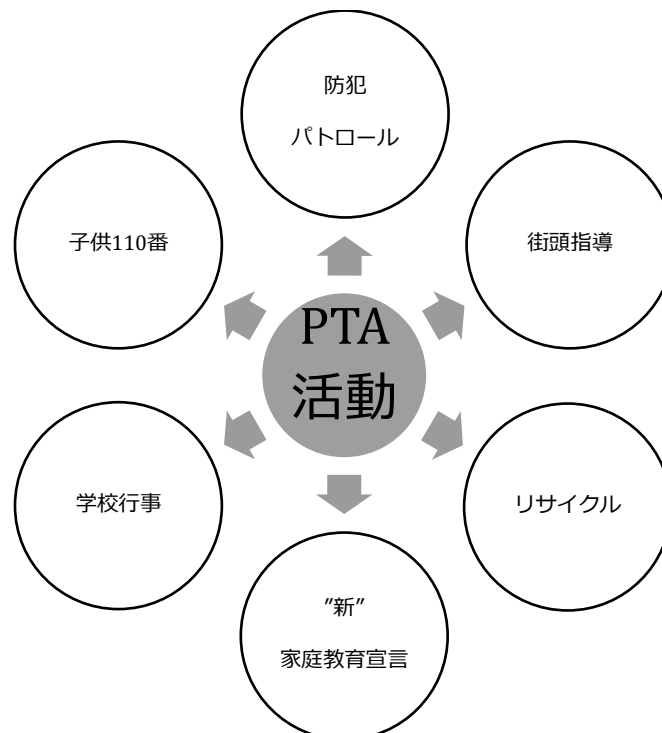 防犯
パトロール
子供110番
街頭指導
PTA
活動
学校行事
リサイクル
”新”
家庭教育宣言